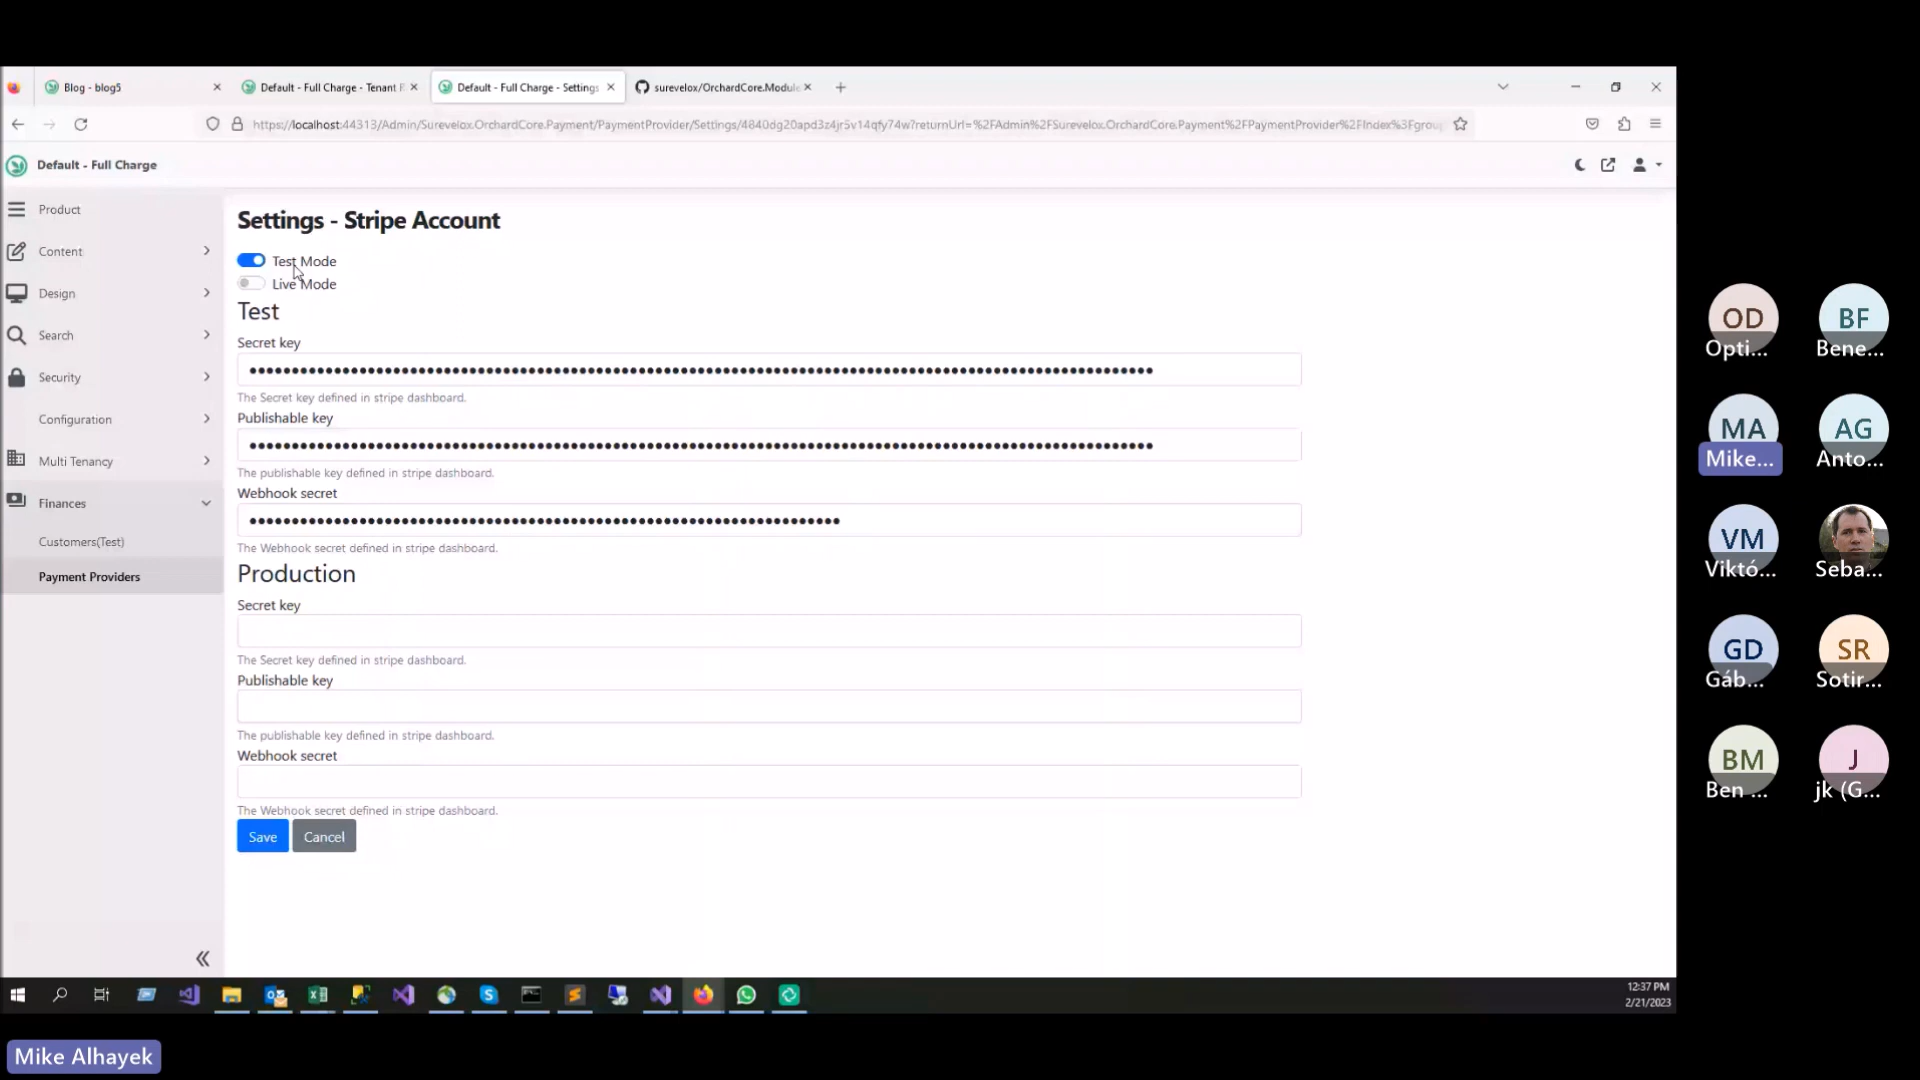 Blog - blog5
Default - Full Charge - Tenant
Default - Full Charge - Settings
surevelox/OrchardCore.Module
https://localhost:44313/Admin/Surevelox.OrchardCore.Payment/PaymentProvider/Settings/4840dg20apd3z4jr5v14qfy74w?returnUrl=%2FAdmin%2FSurevelox.OrchardCore.Payment%2FPaymentProvider%2FIndex%3Fgroup
Default - Full Charge
Product
Content
Design
Search
Security
Configuration
Multi Tenancy
Finances
Customers(Test)
Payment Providers
Settings - Stripe Account
Test Mode
Live Mode
Test
Secret key
The Secret key defined in stripe dashboard.
Publishable key
The publishable key defined in stripe dashboard.
Webhook secret
The Webhook secret defined in stripe dashboard.
Production
Secret key
The Secret key defined in stripe dashboard.
Publishable key
The publishable key defined in stripe dashboard.
Webhook secret
The Webhook secret defined in stripe dashboard.
Save
Cancel
OD
Opti...
BF
Bene...
MA
Mike...
AG
Anto...
VM
Viktó...
Seba...
GD
Gáb...
SR
Sotir...
BM
Ben ...
J
jk (G...
12:37 PM
2/21/2023
Mike Alhayek